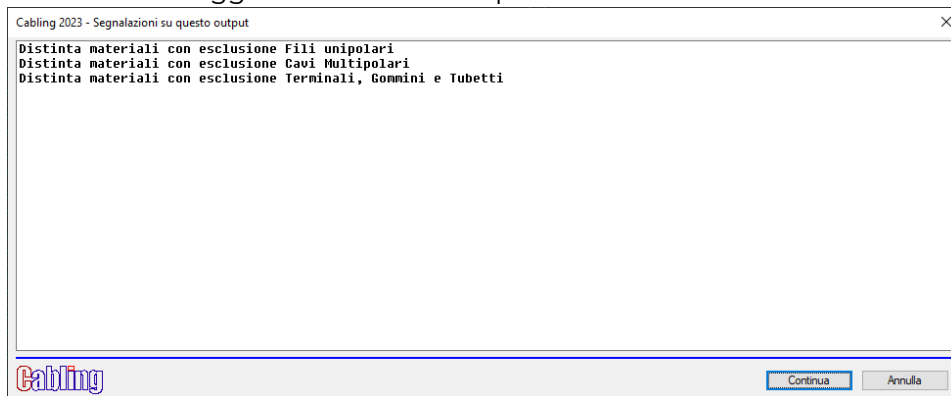 Cabling 2023 - Segnalazioni su questo output
Distinta materiali con esclusione Fili unipolari
Distinta materiali con esclusione Cavi Multipolari
Distinta materiali con esclusione Terminali, Gommini e Tubetti
Cabling
Continua
Annulla